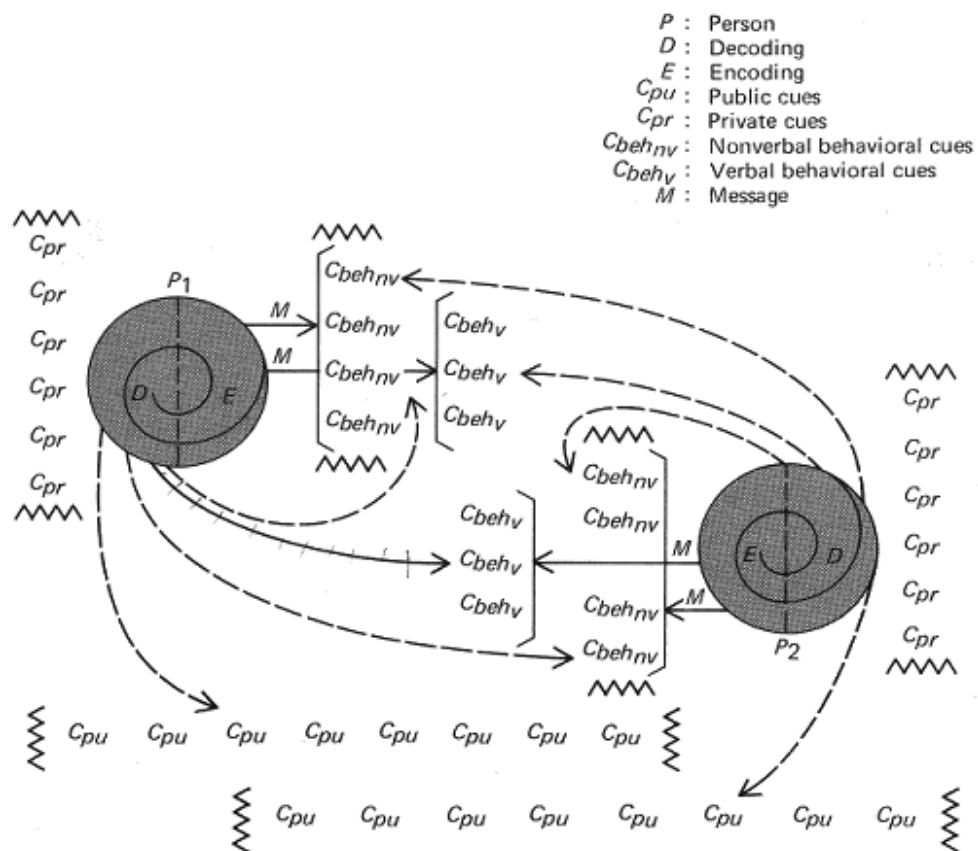 P : Person
D : Decoding
E : Encoding
Cpu : Public cues
Cpr : Private cues
Cbehnv : Nonverbal behavioral cues
Cbehv : Verbal behavioral cues
M : Message
Cpr
Cpr
Cpr
Cpr
Cpr
Cpr
P1
D E
M
M
Cbehnv
Cbehnv
Cbehnv
Cbehnv
Cbehv
Cbehv
Cbehv
Cbehv
Cbehv
Cbehv
Cbehnv
Cbehnv
Cbehnv
Cbehnv
M
M
E D
P2
Cpr
Cpr
Cpr
Cpr
Cpr
Cpr
Cpu Cpu Cpu Cpu Cpu Cpu Cpu Cpu
Cpu Cpu Cpu Cpu Cpu Cpu Cpu Cpu